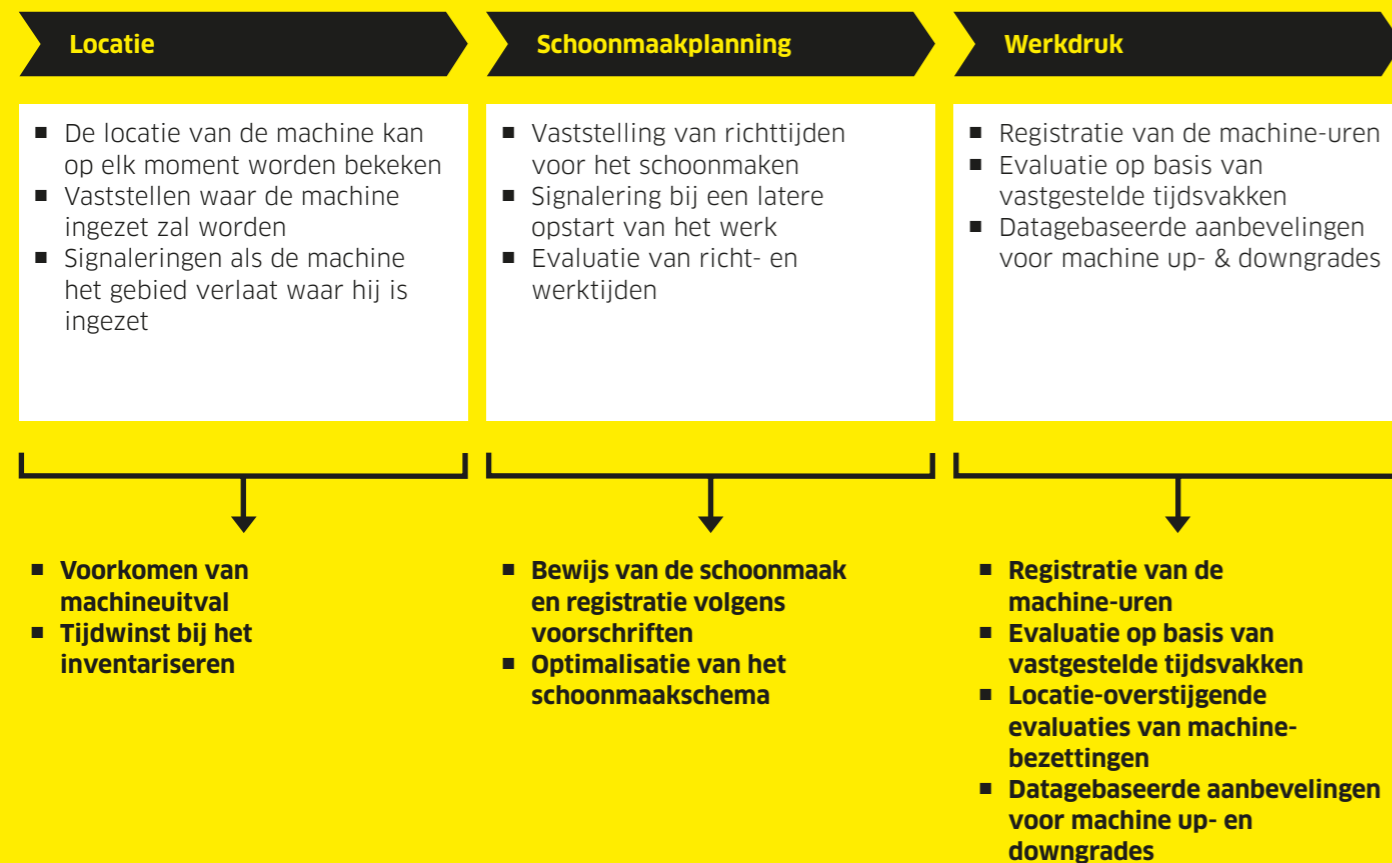 Locatie
Schoonmaakplanning
Werkdruk
■ De locatie van de machine kan
op elk moment worden bekeken
■ Vaststellen waar de machine
ingezet zal worden
■ Signaleringen als de machine
het gebied verlaat waar hij is
ingezet
■ Vaststelling van richttijden
voor het schoonmaken
■ Signalering bij een latere
opstart van het werk
■ Evaluatie van richt- en
werktijden
■ Registratie van de machine-uren
■ Evaluatie op basis van
vastgestelde tijdsvakken
■ Datagebaseerde aanbevelingen
voor machine up- & downgrades
■ Voorkomen van
machineuitval
■ Tijdwinst bij het
inventariseren
■ Bewijs van de schoonmaak
en registratie volgens
voorschriften
■ Optimalisatie van het
schoonmaakschema
■ Registratie van de
machine-uren
■ Evaluatie op basis van
vastgestelde tijdsvakken
■ Locatie-overstijgende
evaluaties van machine-
bezettingen
■ Datagebaseerde aanbevelingen
voor machine up- en
downgrades